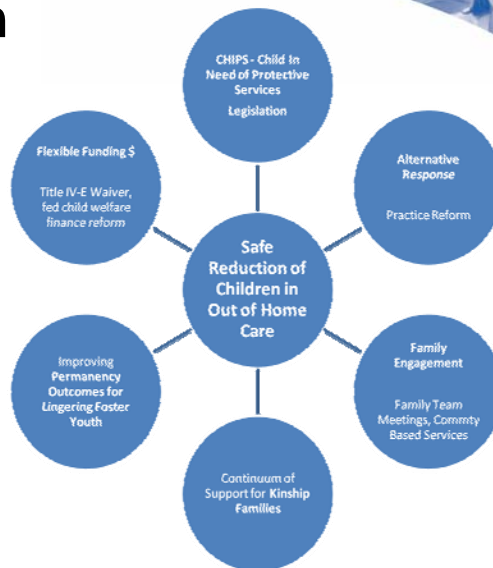 n
CHIPS - Child In
Need of Protective
Services
Legislation
Flexible Funding $
Title IV-E Waiver,
fed child welfare
finance reform
Alternative
Response
Practice Reform
Safe
Reduction of
Children in
Out of Home
Care
Improving
Permanency
Outcomes for
Lingering Foster
Youth
Family
Engagement
Family Team
Meetings, Commty
Based Services
Continuum of
Support for Kinship
Families